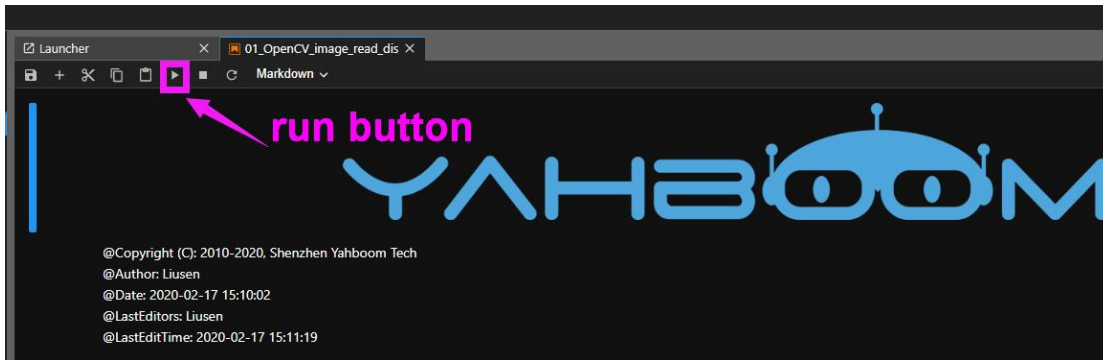 Launcher
01_OpenCV_image_read_dis
Markdown
run button
YAHBOOM
@Copyright (C): 2010-2020, Shenzhen Yahboom Tech
@Author: Liusen
@Date: 2020-02-17 15:10:02
@LastEditors: Liusen
@LastEditTime: 2020-02-17 15:11:19